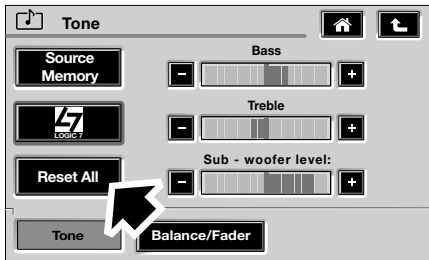 Tone
Bass
Source
Memory
- +
Treble
LOGIC 7
- +
Sub - woofer level:
Reset All
- +
Tone
Balance/Fader